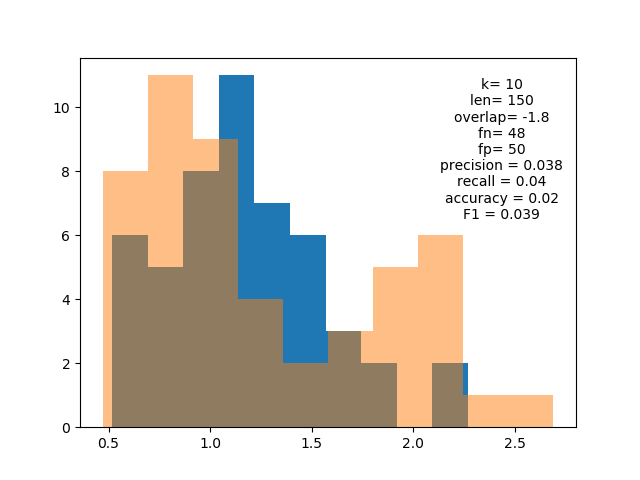 k= 10
len= 150
overlap= -1.8
fn= 48
fp= 50
precision = 0.038
recall = 0.04
accuracy = 0.02
F1 = 0.039
10
8
6
4
2
0
0.5 1.0 1.5 2.0 2.5